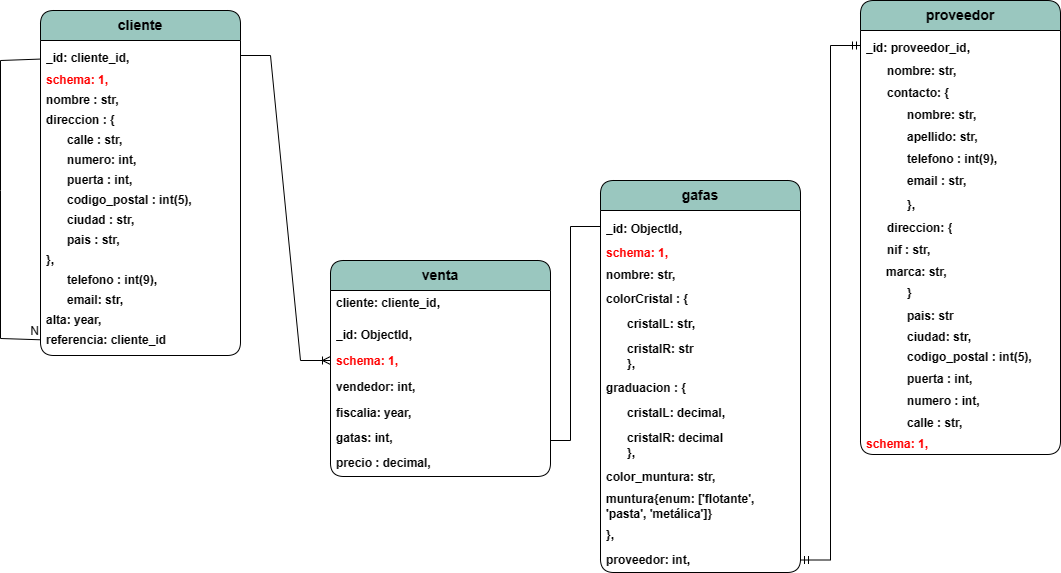 cliente
_id: cliente_id,
schema: 1,
nombre : str,
direccion : {
calle : str,
numero: int,
puerta : int,
codigo_postal : int(5),
ciudad : str,
pais : str,
},
telefono : int(9),
email: str,
alta: year,
N
referencia: cliente_id
venta
cliente: cliente_id,
_id: ObjectId,
schema: 1,
vendedor: int,
fiscalia: year,
gatas: int,
precio : decimal,
gafas
_id: ObjectId,
schema: 1,
nombre: str,
colorCristal : {
cristalL: str,
cristalR: str
},
graduacion : {
cristalL: decimal,
cristalR: decimal
},
color_muntura: str,
muntura{enum: ['flotante',
'pasta', 'metálica']}
},
proveedor: int,
proveedor
_id: proveedor_id,
nombre: str,
contacto: {
nombre: str,
apellido: str,
telefono : int(9),
email : str,
},
direccion: {
nif : str,
marca: str,
}
pais: str
ciudad: str,
codigo_postal : int(5),
puerta : int,
numero : int,
calle : str,
schema: 1,